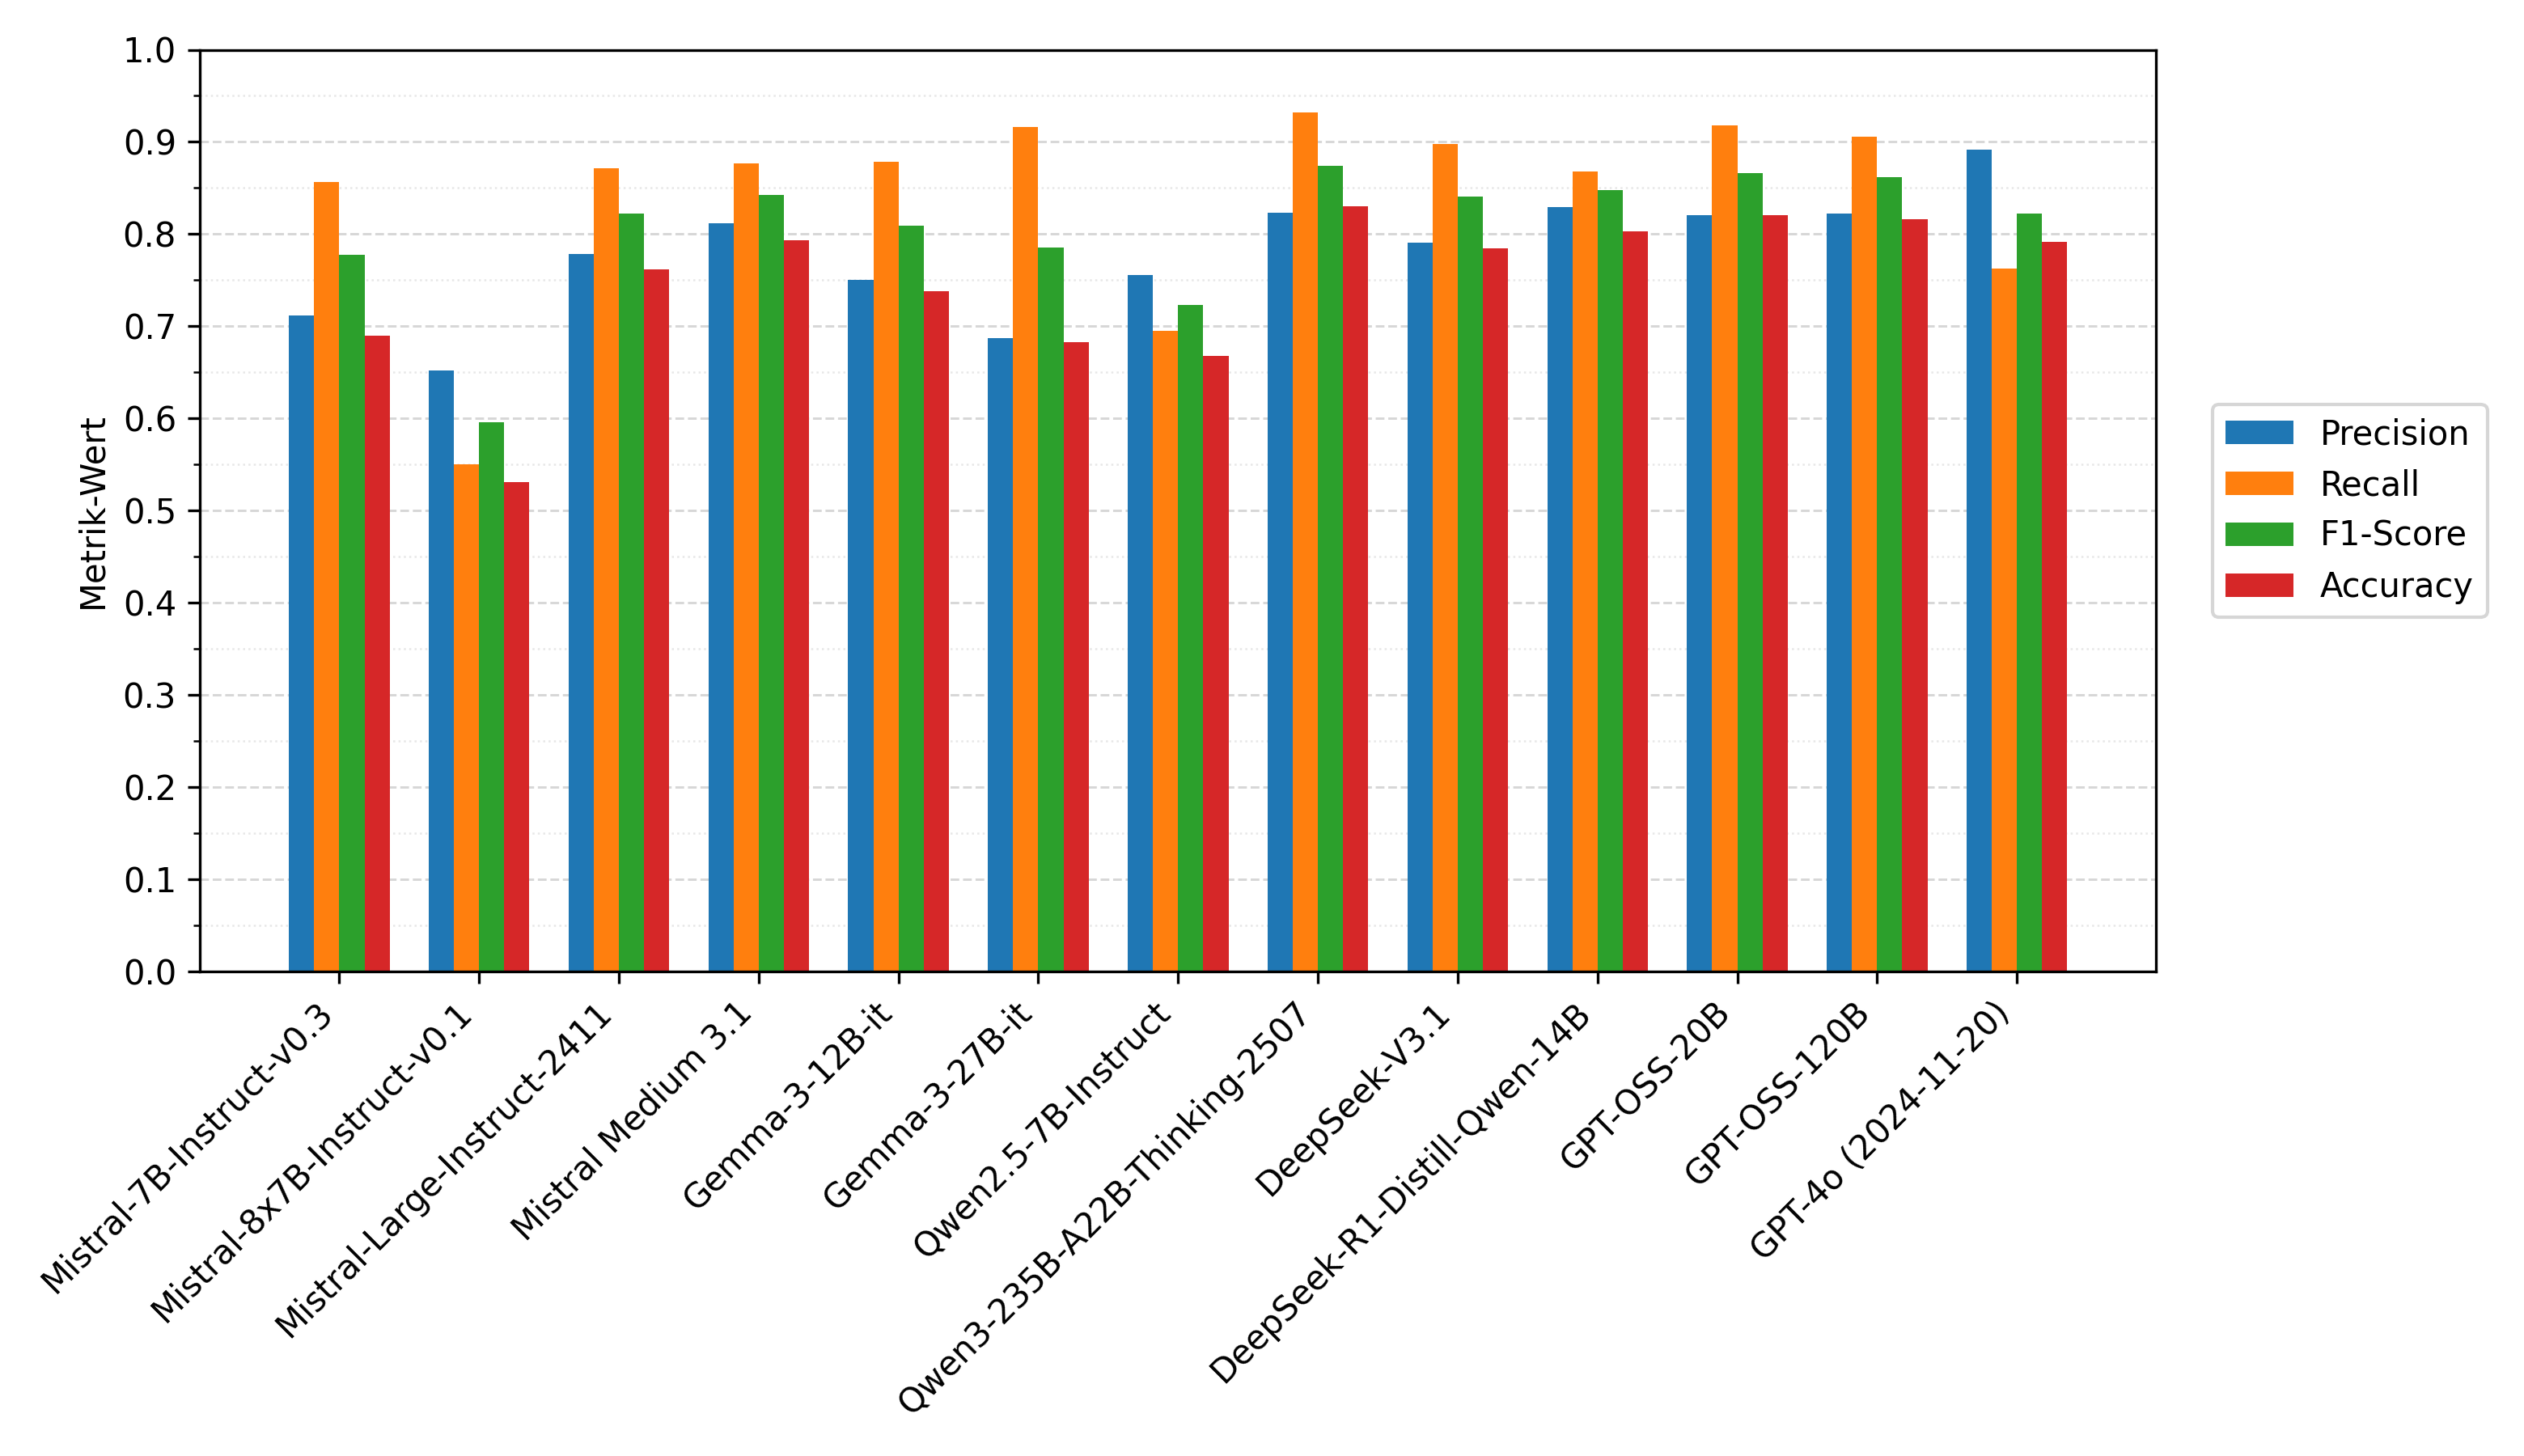 1.0
0.9
0.8
0.7
0.6
0.5
0.4
0.3
0.2
0.1
0.0
Metrik-Wert
Mistral-7B-Instruct-v0.3
Mistral-8x7B-Instruct-v0.1
Mistral-Large-Instruct-2411
Mistral Medium 3.1
Gemma-3-12B-it
Gemma-3-27B-it
Qwen2.5-7B-Instruct
Qwen3-235B-A22B-Thinking-2507
DeepSeek-V3.1
DeepSeek-R1-Distill-Qwen-14B
GPT-OSS-20B
GPT-OSS-120B
GPT-4o (2024-11-20)
Precision
Recall
F1-Score
Accuracy